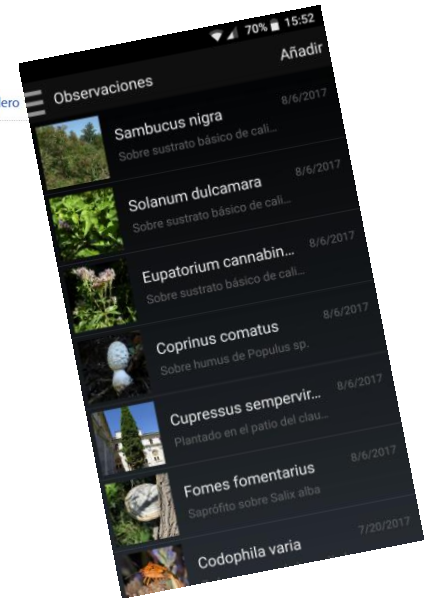 lero
70% 15:52
Observaciones Añadir
Sambucus nigra 8/6/2017
Sobre sustrato básico de cali...
Solanum dulcamara 8/6/2017
Sobre sustrato básico de cali...
Eupatorium cannabin... 8/6/2017
Sobre sustrato básico de cali...
Coprinus comatus 8/6/2017
Sobre humus de Populus sp.
Cupressus sempervir... 8/6/2017
Plantado en el patio del clau...
Fomes fomentarius 8/6/2017
Saprófito sobre Salix alba
Codophila varia 7/20/2017